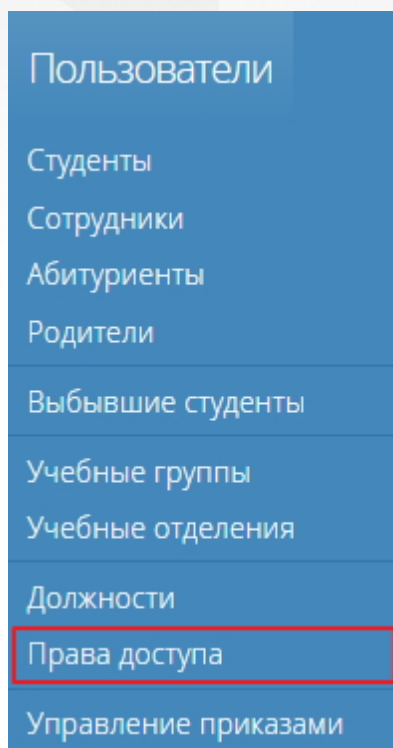 Пользователи
Студенты
Сотрудники
Абитуриенты
Родители
Выбывшие студенты
Учебные группы
Учебные отделения
Должности
Права доступа
Управление приказами